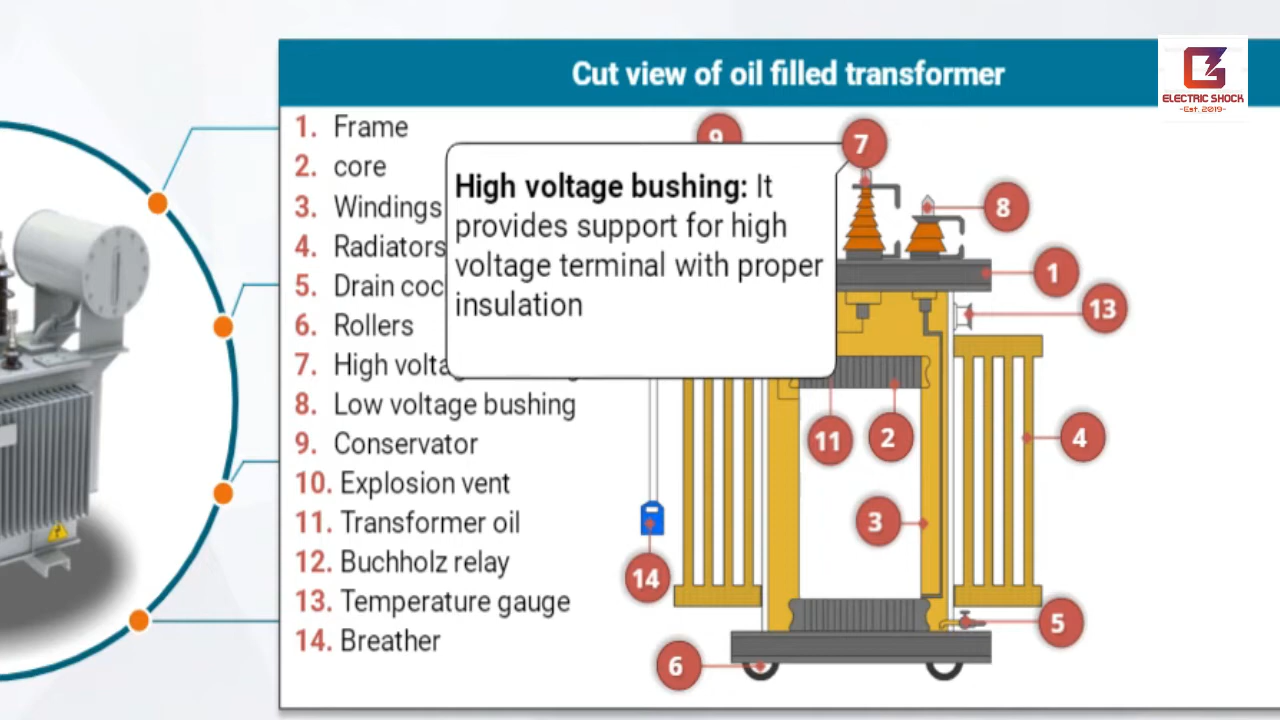 Cut view of oil filled transformer
ELECTRIC SHOCK
-Est. 2019-
1. Frame
2. core
3. Windings
4. Radiators
5. Drain coc
6. Rollers
7. High volta
8. Low voltage bushing
9. Conservator
10. Explosion vent
11. Transformer oil
12. Buchholz relay
13. Temperature gauge
14. Breather
High voltage bushing: It
provides support for high
voltage terminal with proper
insulation
9
7
8
1
13
11
2
4
3
14
5
6